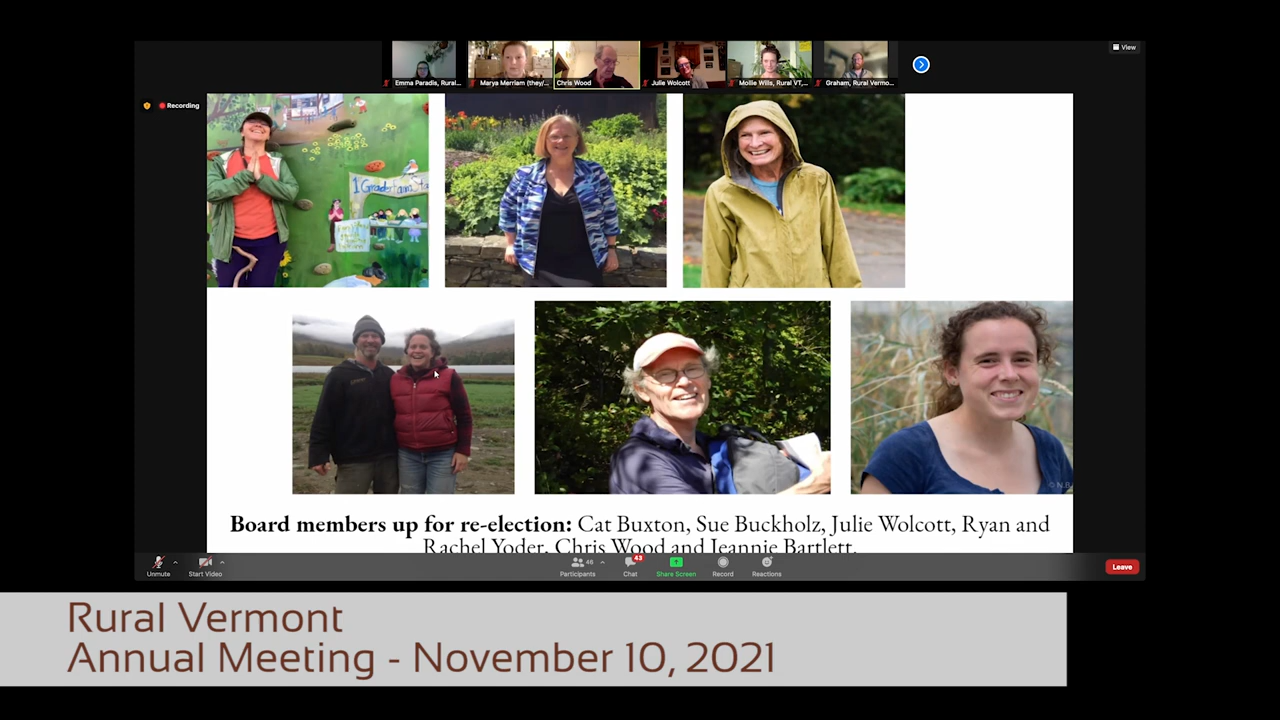 View
Emma Paradis, Rural...
Marya Merriam (they/...
Chris Wood
Julie Wolcott
Mollie Wills, Rural VT,...
Graham, Rural Vermo...
Recording
Board members up for re-election: Cat Buxton, Sue Buckholz, Julie Wolcott, Ryan and
Rachel Yoder, Chris Wood and Jeannie Bartlett.
Unmute
Start Video
46
Participants
43
Chat
Share Screen
Record
Reactions
Leave
Rural Vermont
Annual Meeting - November 10, 2021